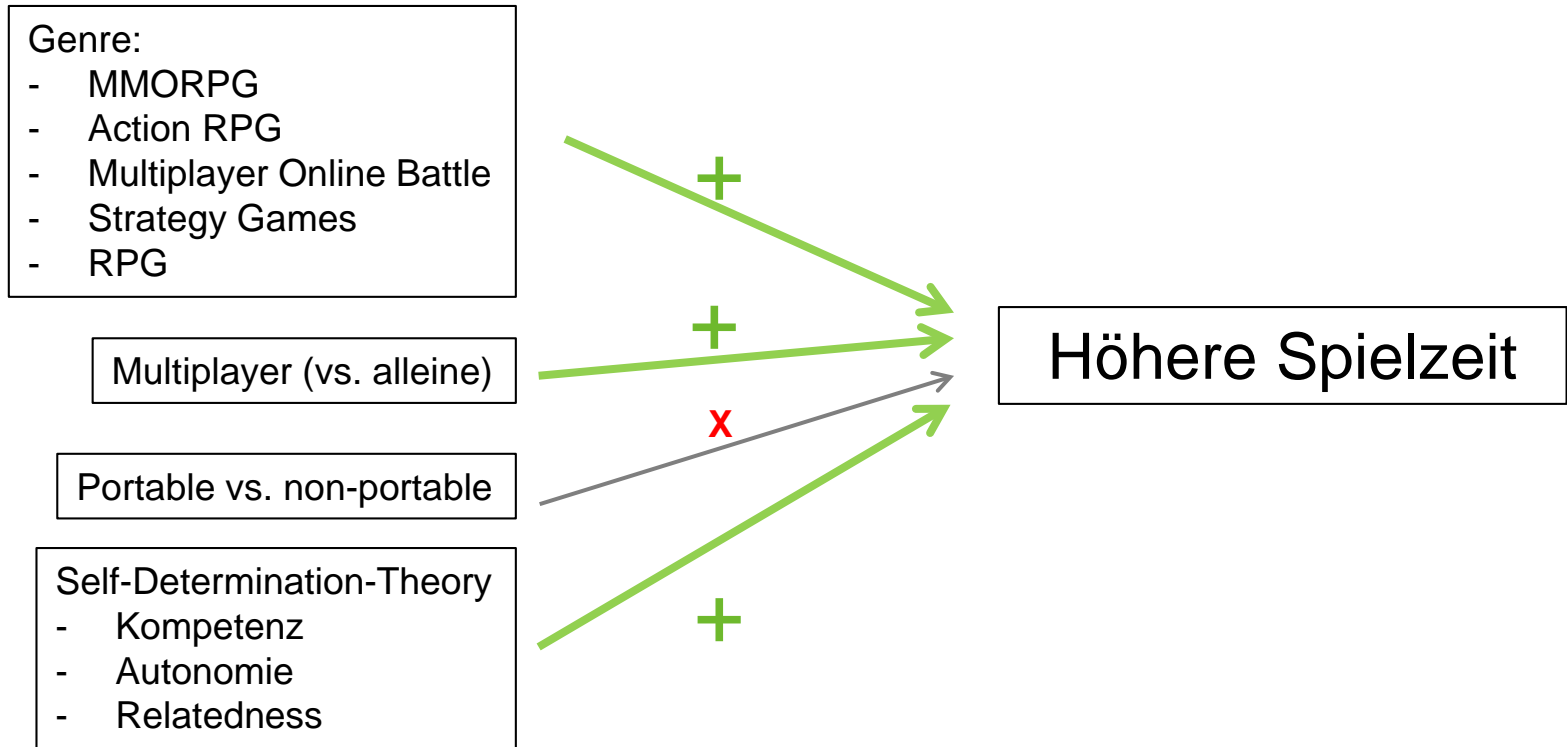 Genre:
- MMORPG
- Action RPG
- Multiplayer Online Battle
- Strategy Games
- RPG
+
+
Multiplayer (vs. alleine)
Höhere Spielzeit
x
Portable vs. non-portable
Self-Determination-Theory
- Kompetenz
- Autonomie
- Relatedness
+